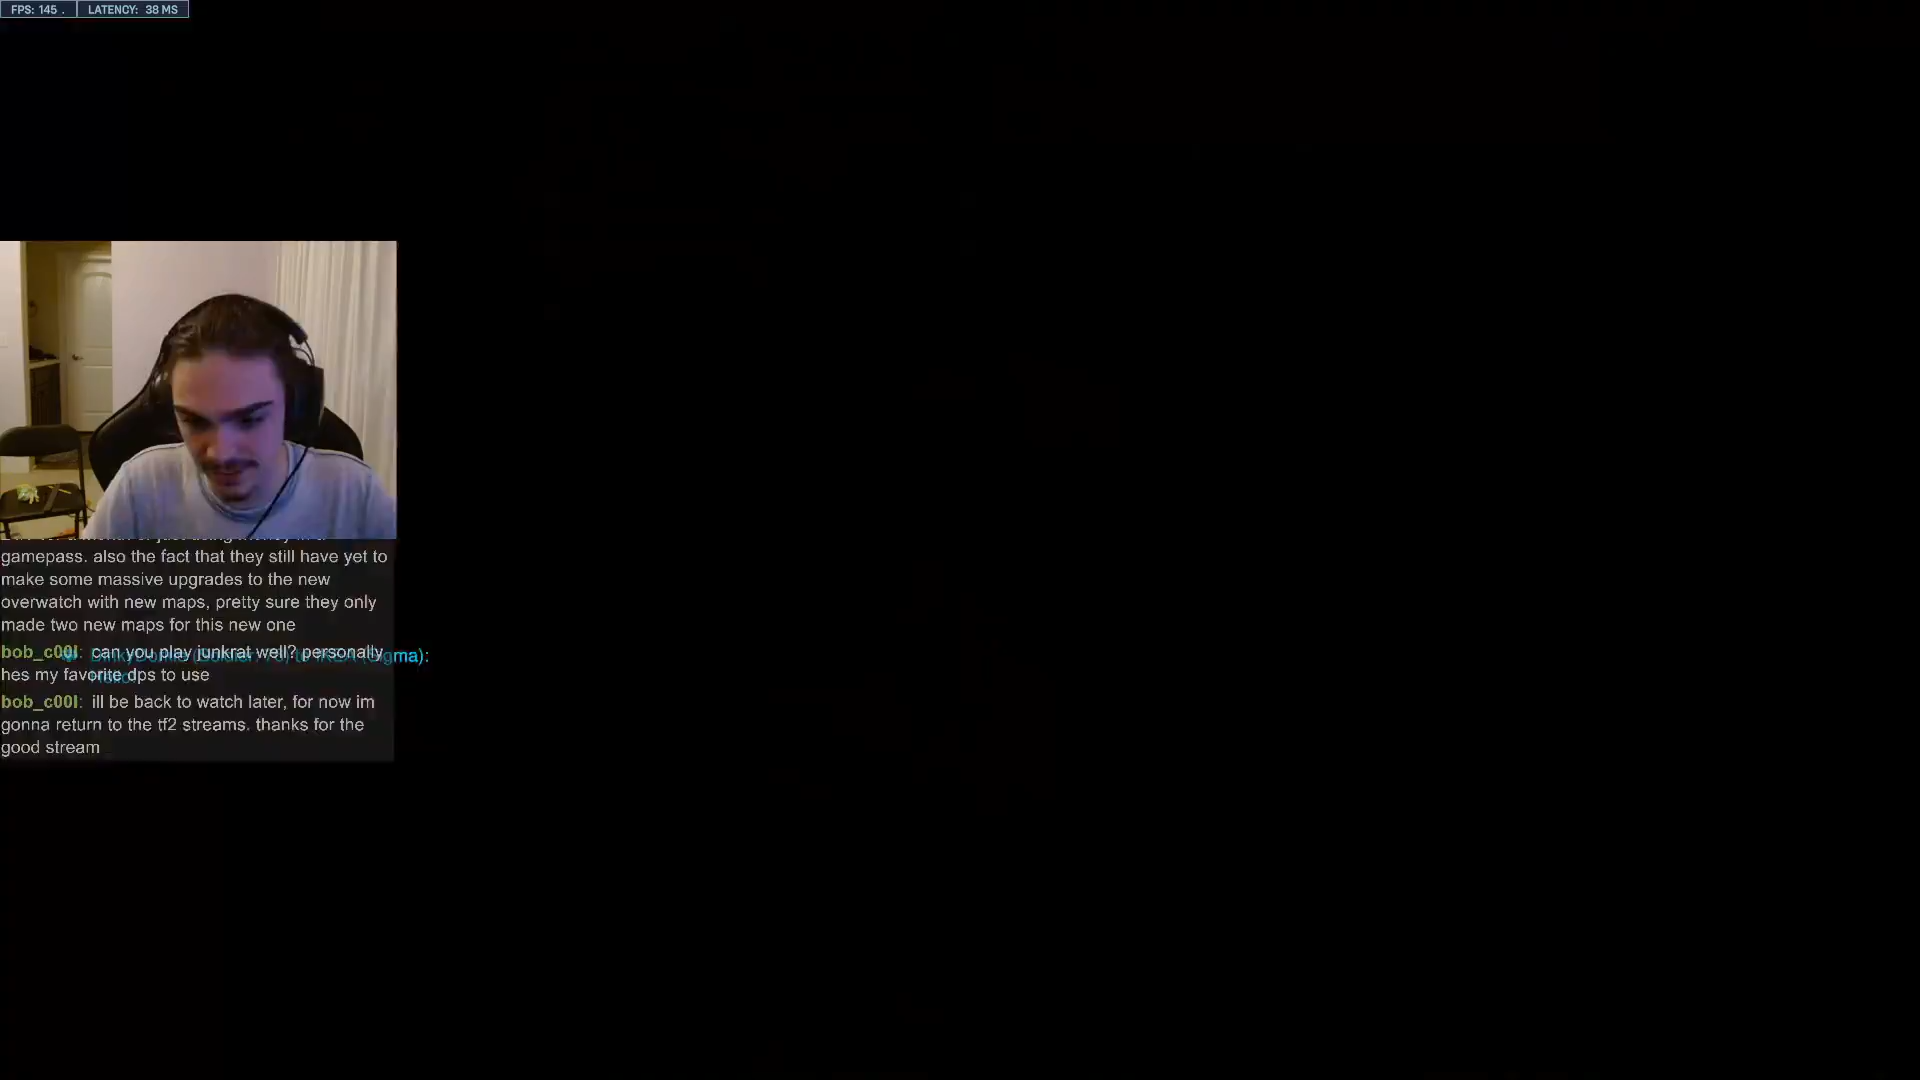 FPS: 145 . LATENCY: 38 MS
gamepass. also the fact that they still have yet to
make some massive upgrades to the new
overwatch with new maps, pretty sure they only
made two new maps for this new one
bob_c00l: can you play junkrat well? personally
(Sigma):
hes my favorite dps to use
bob_c00l: ill be back to watch later, for now im
gonna return to the tf2 streams. thanks for the
good stream